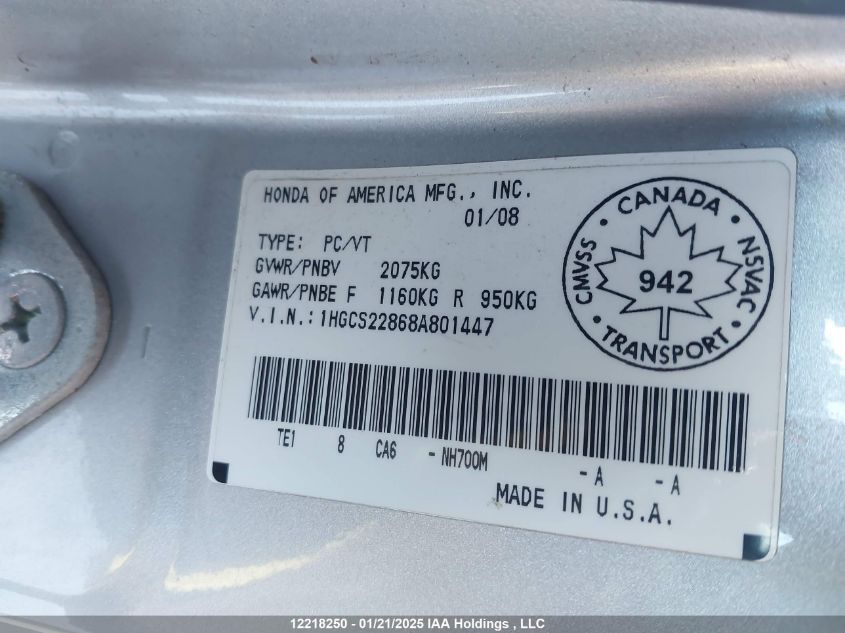 HONDA OF AMERICA MFG., INC.
01/08
TYPE: PC/VT
GVWR/PNBV 2075KG
GAWR/PNBE F 1160KG R 950KG
V.I.N.: 1HGCS22868A801447
CANADA
CMVSS
942
NSVAC
TRANSPORT
TE1 8 CA6 - NH700M -A -A
MADE IN U.S.A.
12218250 - 01/21/2025 IAA Holdings , LLC